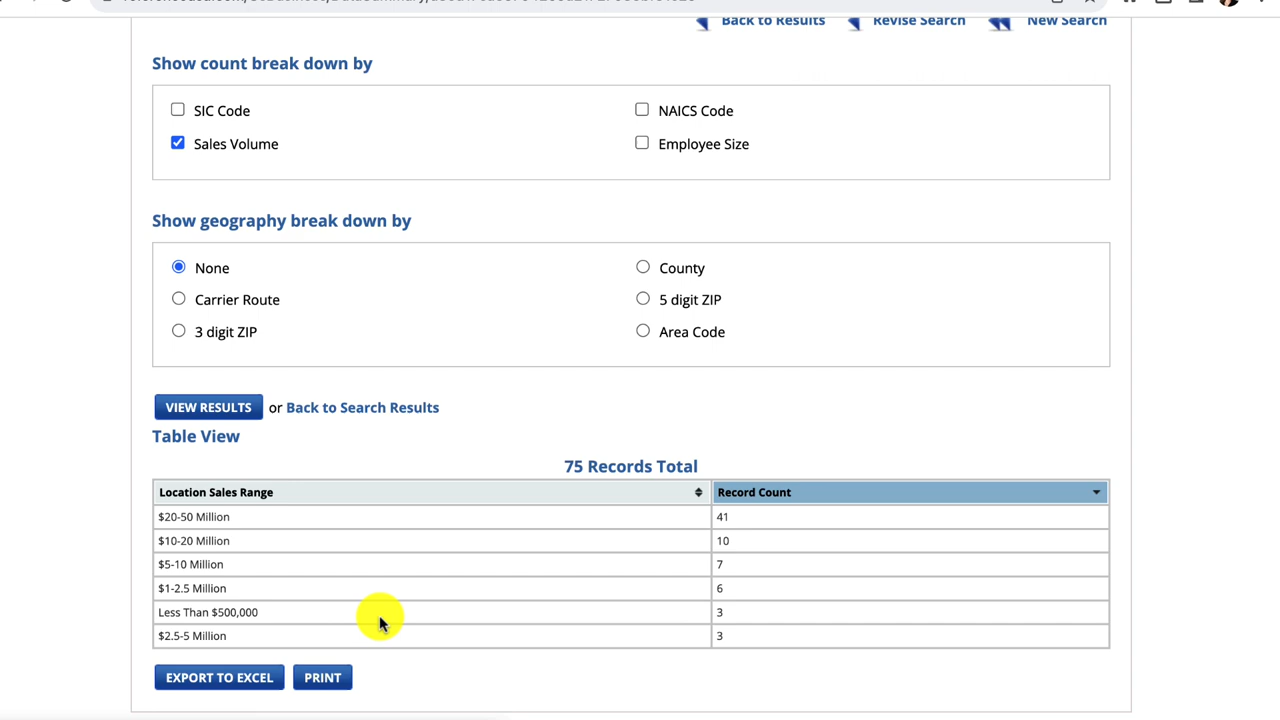 Back to Results Revise Search New Search
Show count break down by
SIC Code NAICS Code
Sales Volume Employee Size
Show geography break down by
None County
Carrier Route 5 digit ZIP
3 digit ZIP Area Code
VIEW RESULTS or Back to Search Results
Table View
75 Records Total
Location Sales Range Record Count
$20-50 Million 41
$10-20 Million 10
$5-10 Million 7
$1-2.5 Million 6
Less Than $500,000 3
$2.5-5 Million 3
EXPORT TO EXCEL PRINT